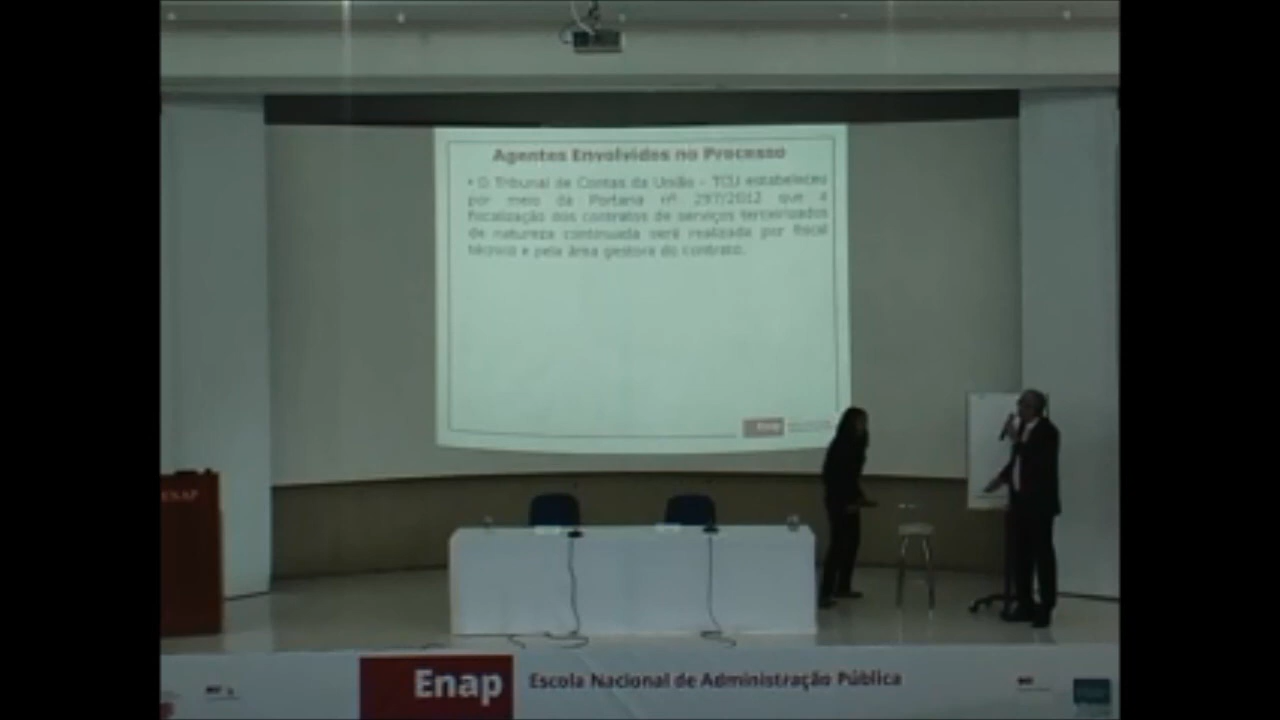 Agentes Envolvidos no Processo
• O Tribunal de Contas da União - TCU estabeleceu
por meio da Portaria nº 297/2012 que a
fiscalização dos contratos de serviços terceirizados
de natureza continuada será realizada por fiscal
técnico e pela área gestora do contrato.
Enap
ENAP
Enap Escola Nacional de Administração Pública